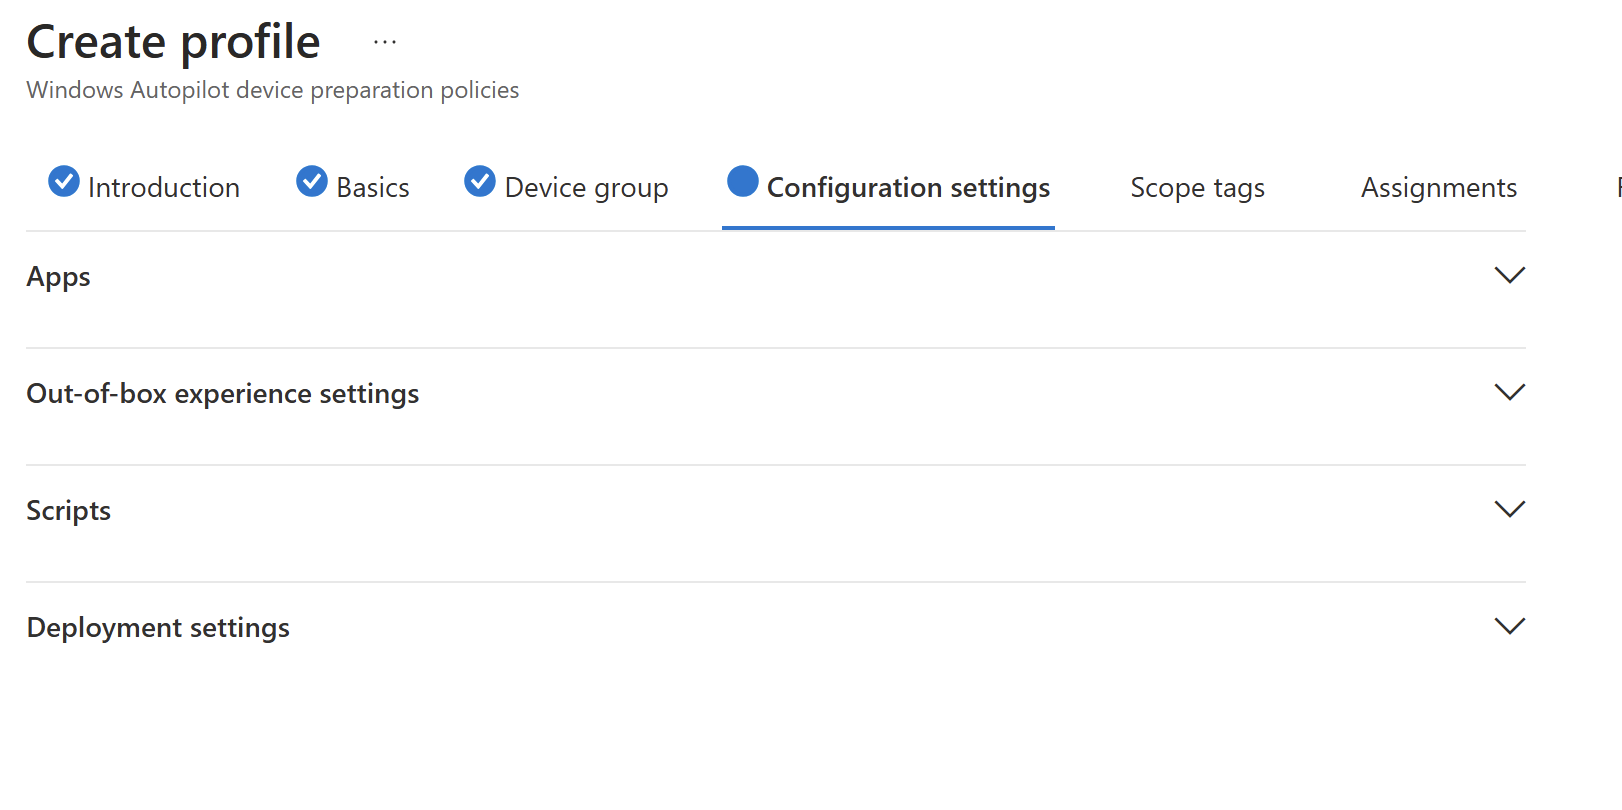 Create profile ...
Windows Autopilot device preparation policies
Introduction Basics Device group Configuration settings Scope tags Assignments
Apps
Out-of-box experience settings
Scripts
Deployment settings